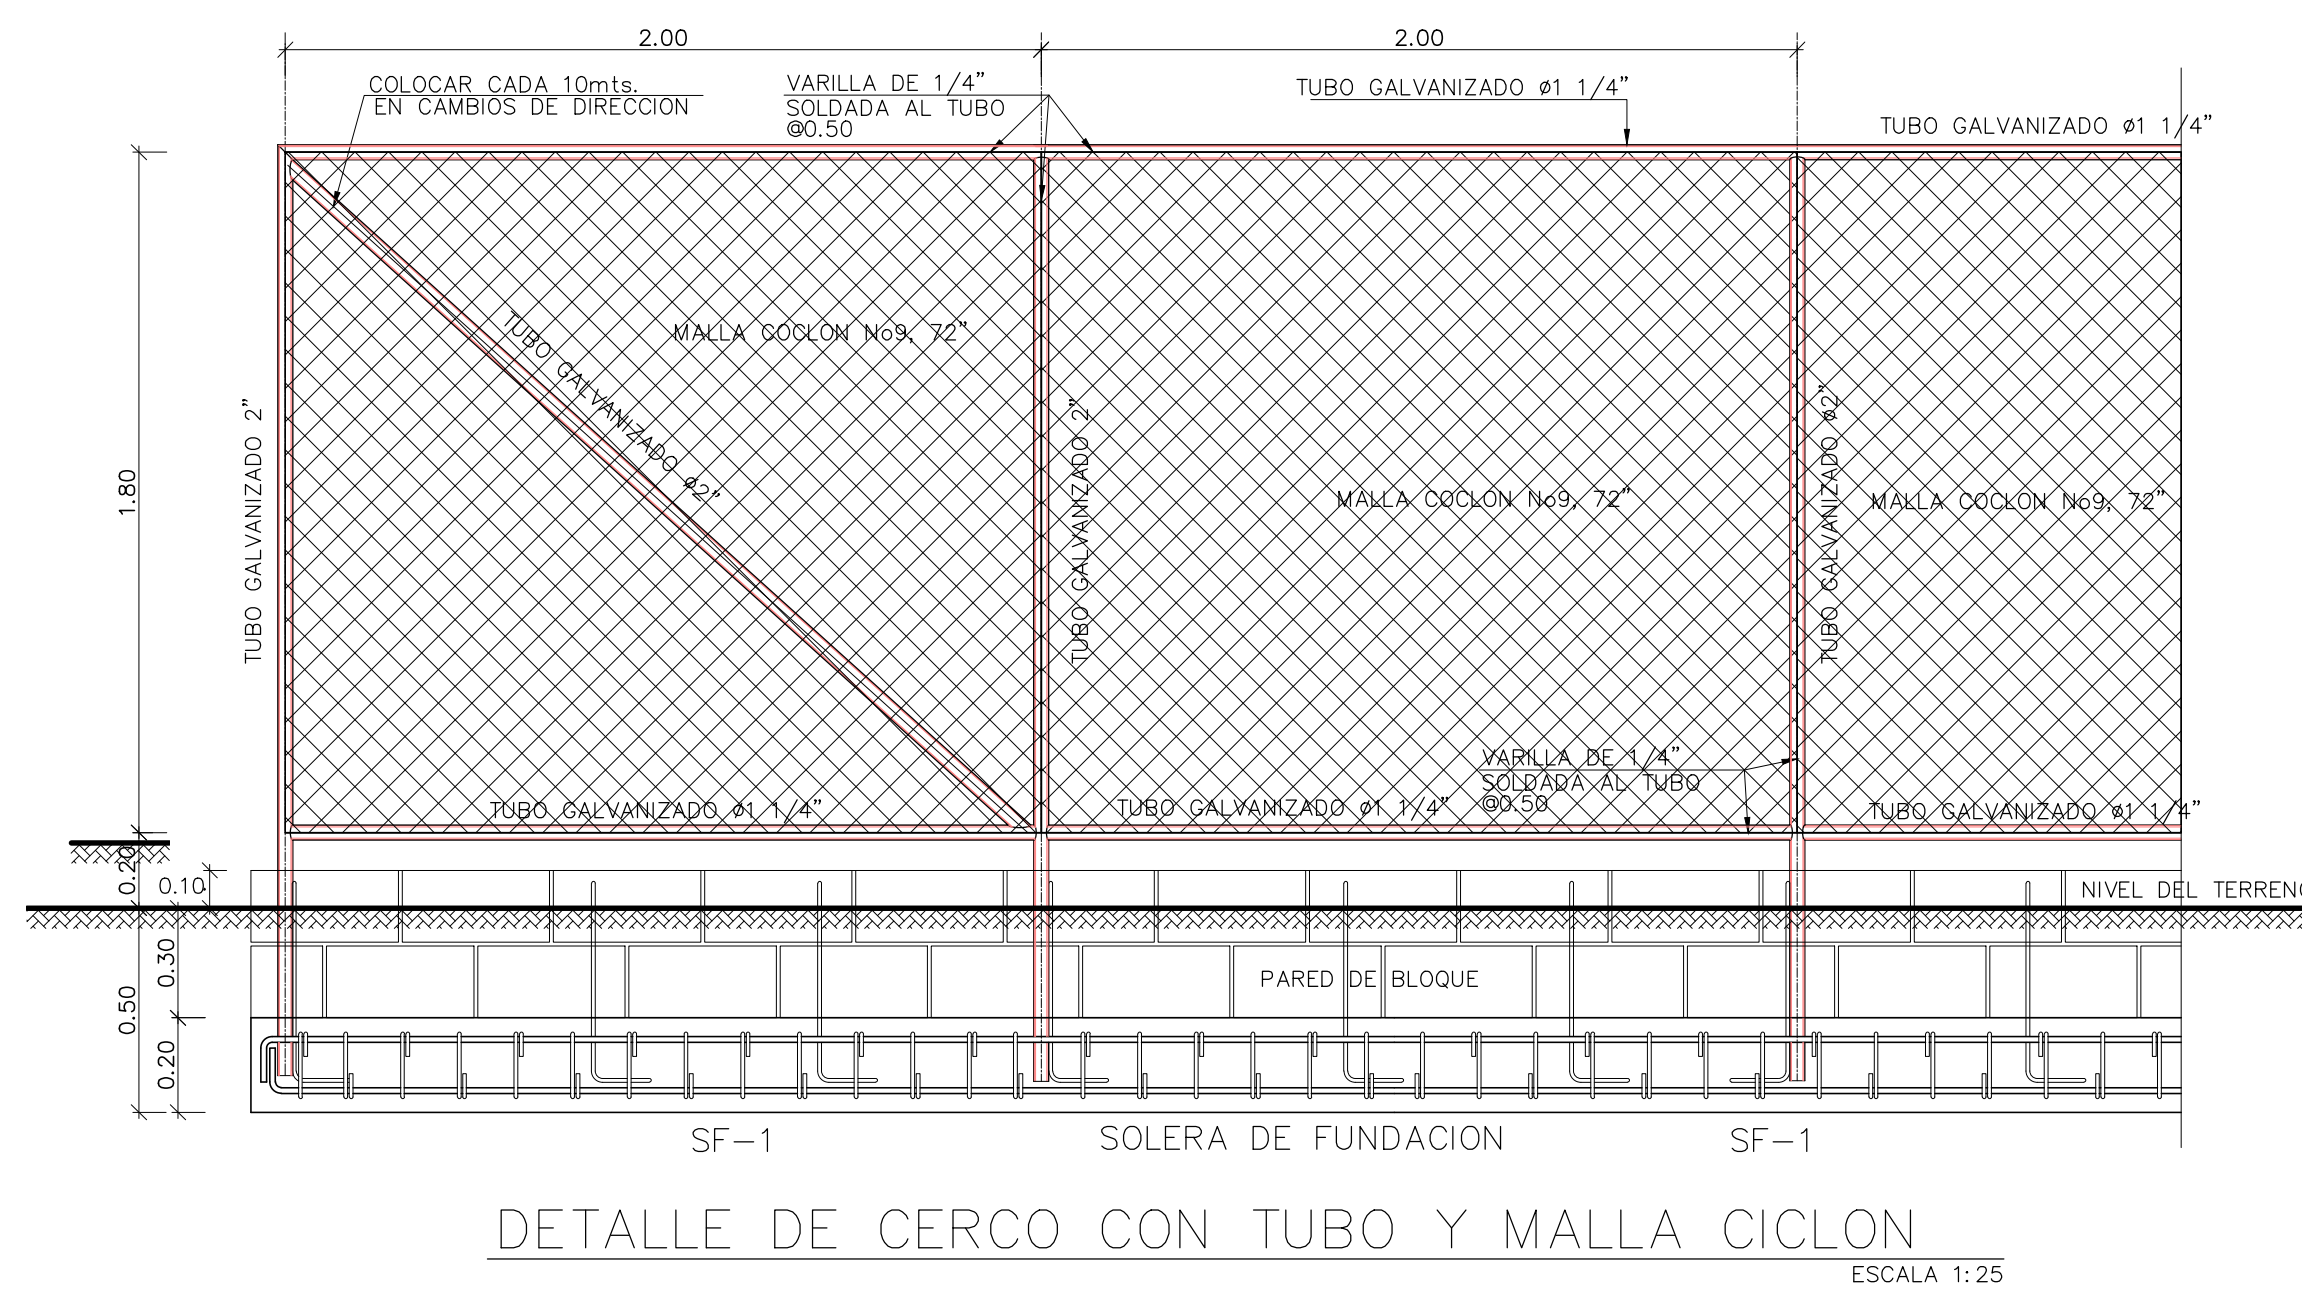 2.00
2.00
COLOCAR CADA 10mts.
EN CAMBIOS DE DIRECCION
VARILLA DE 1/4"
SOLDADA AL TUBO
@0.50
TUBO GALVANIZADO ø1 1/4"
TUBO GALVANIZADO ø1 1/4"
TUBO GALVANIZADO ø2"
MALLA COCLON No9, 72"
TUBO GALVANIZADO 2"
TUBO GALVANIZADO 2"
TUBO GALVANIZADO ø2"
1.80
MALLA COCLON No9, 72"
MALLA COCLON No9, 72"
VARILLA DE 1/4"
SOLDADA AL TUBO
@0.50
TUBO GALVANIZADO ø1 1/4"
TUBO GALVANIZADO ø1 1/4"
TUBO GALVANIZADO ø1 1/4"
0.20
0.10
NIVEL DEL TERRENO
0.30
PARED DE BLOQUE
0.50
0.20
SF-1
SOLERA DE FUNDACION
SF-1
DETALLE DE CERCO CON TUBO Y MALLA CICLON
ESCALA 1:25